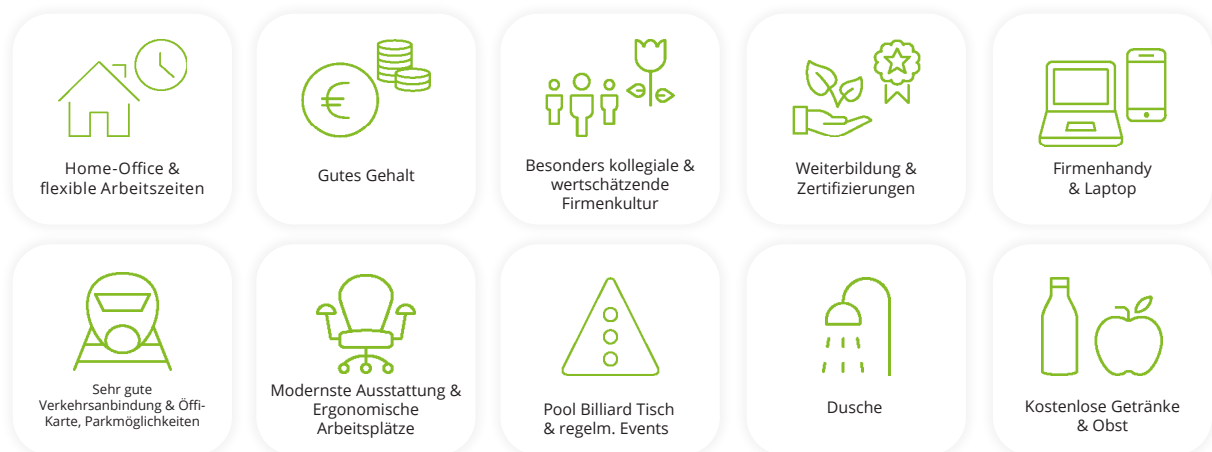 Home-Office &
flexible Arbeitszeiten
€
Gutes Gehalt
Besonders kollegiale &
wertschätzende
Firmenkultur
Weiterbildung &
Zertifizierungen
Firmenhandy
& Laptop
Sehr gute
Verkehrsanbindung & Öffi-
Karte, Parkmöglichkeiten
Modernste Ausstattung &
Ergonomische
Arbeitsplätze
Pool Billiard Tisch
& regelm. Events
Dusche
Kostenlose Getränke
& Obst